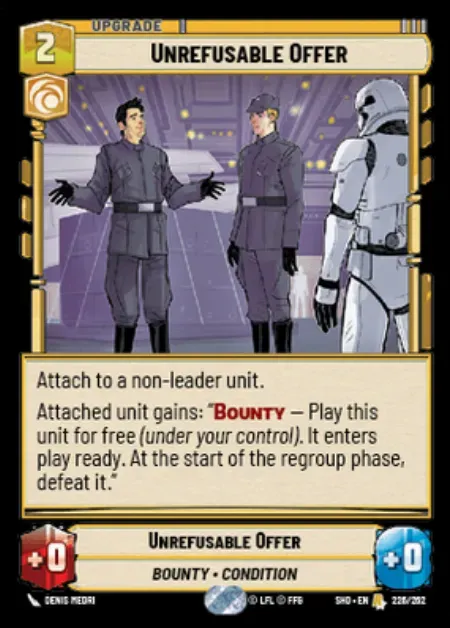 UPGRADE
2
UNREFUSABLE OFFER
Attach to a non-leader unit.
Attached unit gains: "BOUNTY — Play this
unit for free (under your control). It enters
play ready. At the start of the regroup phase,
defeat it."
+0
UNREFUSABLE OFFER
+0
BOUNTY • CONDITION
DENIS MEDRI
© LFL © FFG
SHD • EN
226/262